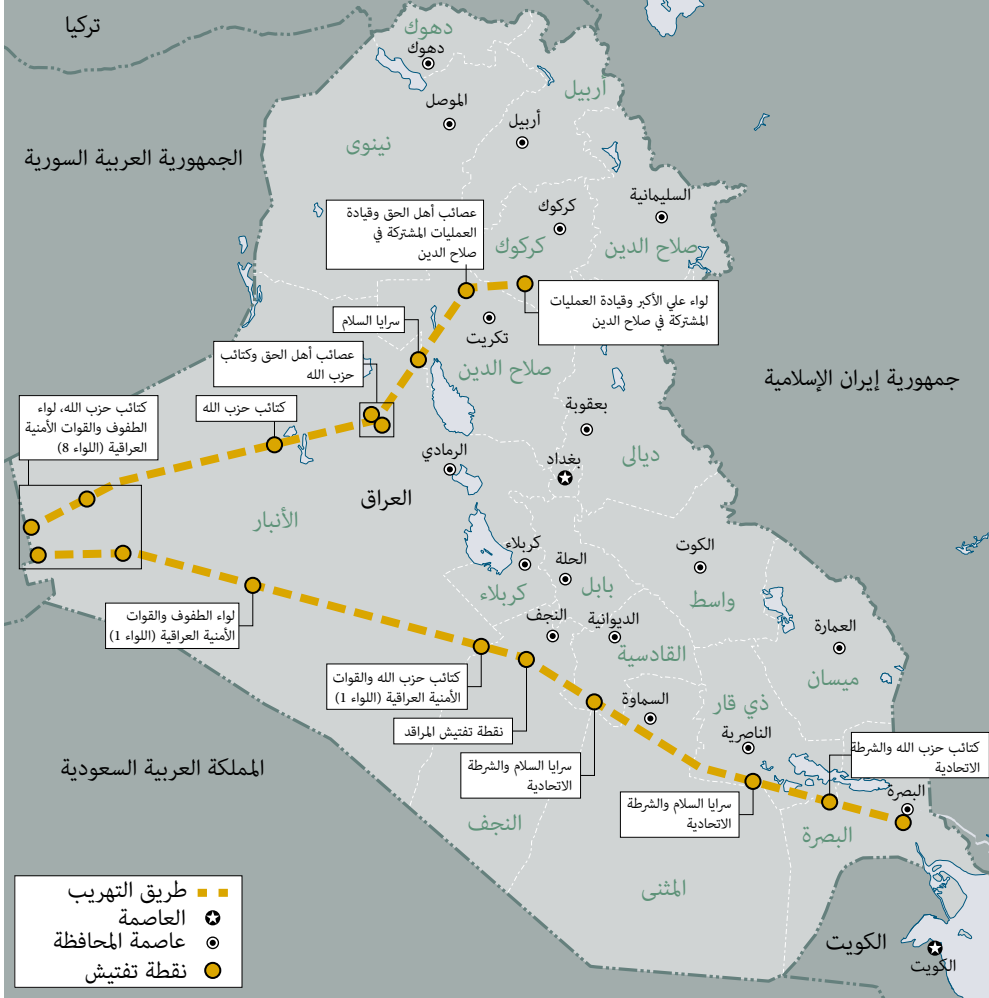 تركيا
دهوك
دهوك
أربيل
الموصل
أربيل
نينوى
الجمهورية العربية السورية
السليمانية
كركوك
كركوك
صلاح الدين
عصائب أهل الحق وقيادة
العمليات المشتركة في
صلاح الدين
لواء علي الأكبر وقيادة العمليات
المشتركة في صلاح الدين
سرايا السلام
تكريت
صلاح الدين
عصائب أهل الحق وكتائب
حزب الله
جمهورية إيران الإسلامية
كتائب حزب الله
كتائب حزب الله، لواء
الطفوف والقوات الأمنية
العراقية (اللواء 8)
بعقوبة
ديالى
الرمادي
بغداد
العراق
الأنبار
كربلاء
الحلة
الكوت
كربلاء
بابل
واسط
لواء الطفوف والقوات
الأمنية العراقية (اللواء 1)
النجف
الديوانية
القادسية
العمارة
ميسان
كتائب حزب الله والقوات
الأمنية العراقية (اللواء 1)
السماوة
ذي قار
الناصرية
نقطة تفتيش المراقد
كتائب حزب الله والشرطة
الاتحادية
سرايا السلام والشرطة
الاتحادية
المملكة العربية السعودية
البصرة
سرايا السلام والشرطة
الاتحادية
النجف
البصرة
المثنى
طريق التهريب
العاصمة
عاصمة المحافظة
نقطة تفتيش
الكويت
الكويت